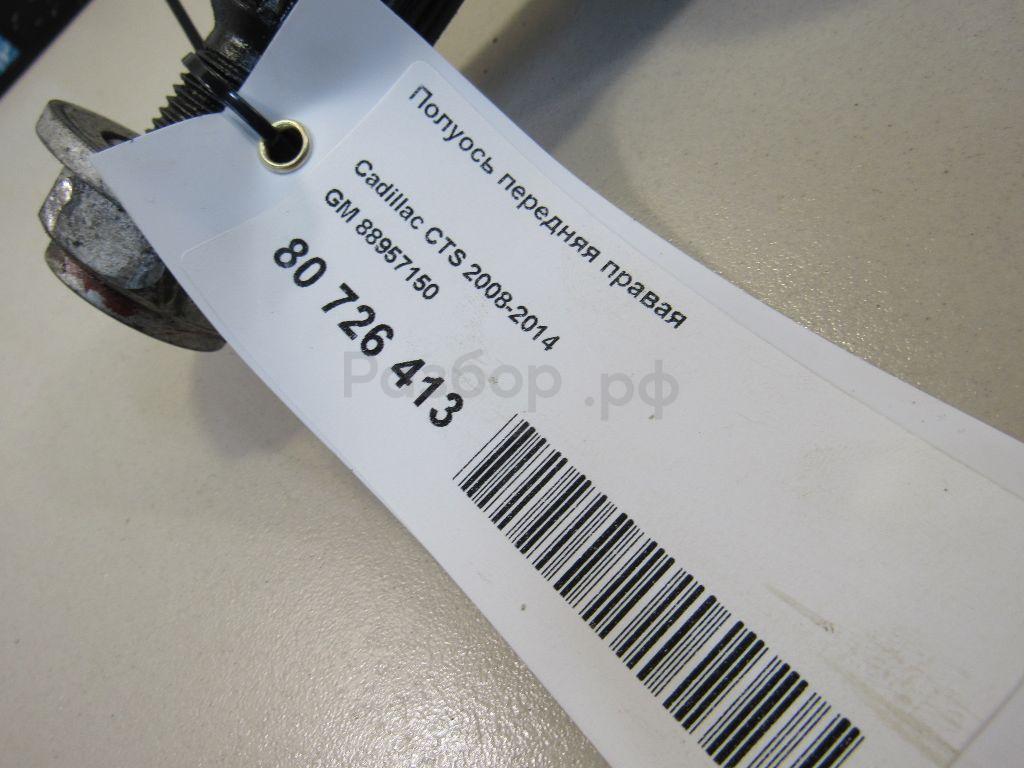 Полуось передняя правая
Cadillac CTS 2008-2014
GM 88957150
80 726 413
Разбор.рф